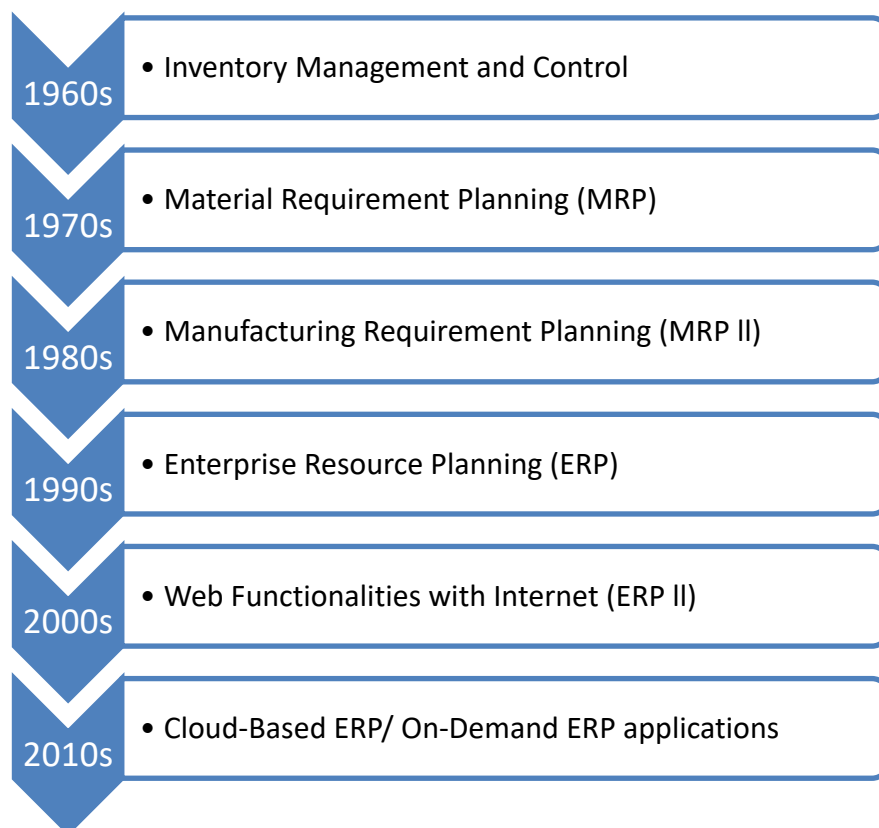 1960s
• Inventory Management and Control
1970s
• Material Requirement Planning (MRP)
1980s
• Manufacturing Requirement Planning (MRP ll)
1990s
• Enterprise Resource Planning (ERP)
2000s
• Web Functionalities with Internet (ERP ll)
2010s
• Cloud-Based ERP/ On-Demand ERP applications